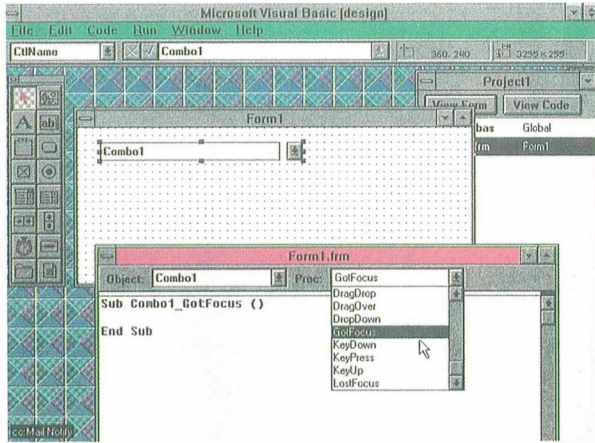 Microsoft Visual Basic [design]
File Edit Code Run Window Help
CtlName
Combo1
360, 240
3255 × 255
Project1
View Form
View Code
Form1
bas Global
frm Form1
A
ab
Combo1
Form1.frm
Object: Combo1
Proc: GotFocus
Sub Combo1_GotFocus ()
End Sub
DragDrop
DragOver
DropDown
GotFocus
KeyDown
KeyPress
KeyUp
LostFocus
cc:Mail Notify